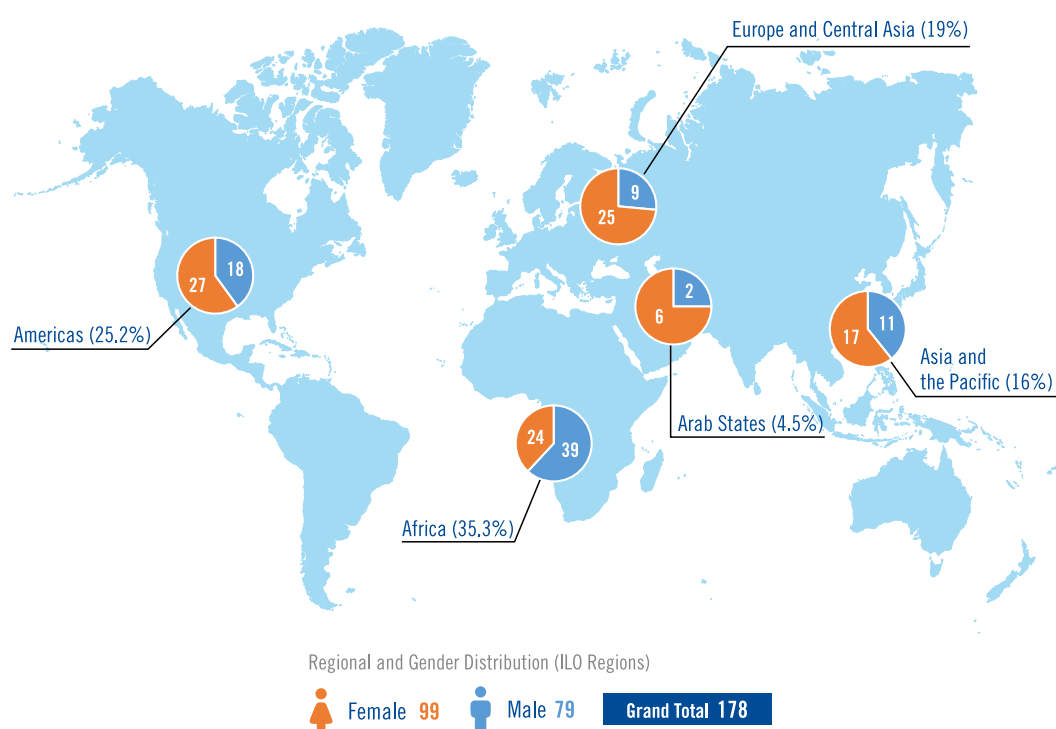 Europe and Central Asia (19%)
9
25
27
18
2
6
17
11
Americas (25.2%)
Asia and
the Pacific (16%)
Arab States (4.5%)
24
39
Africa (35.3%)
Regional and Gender Distribution (ILO Regions)
Female 99
Male 79
Grand Total 178